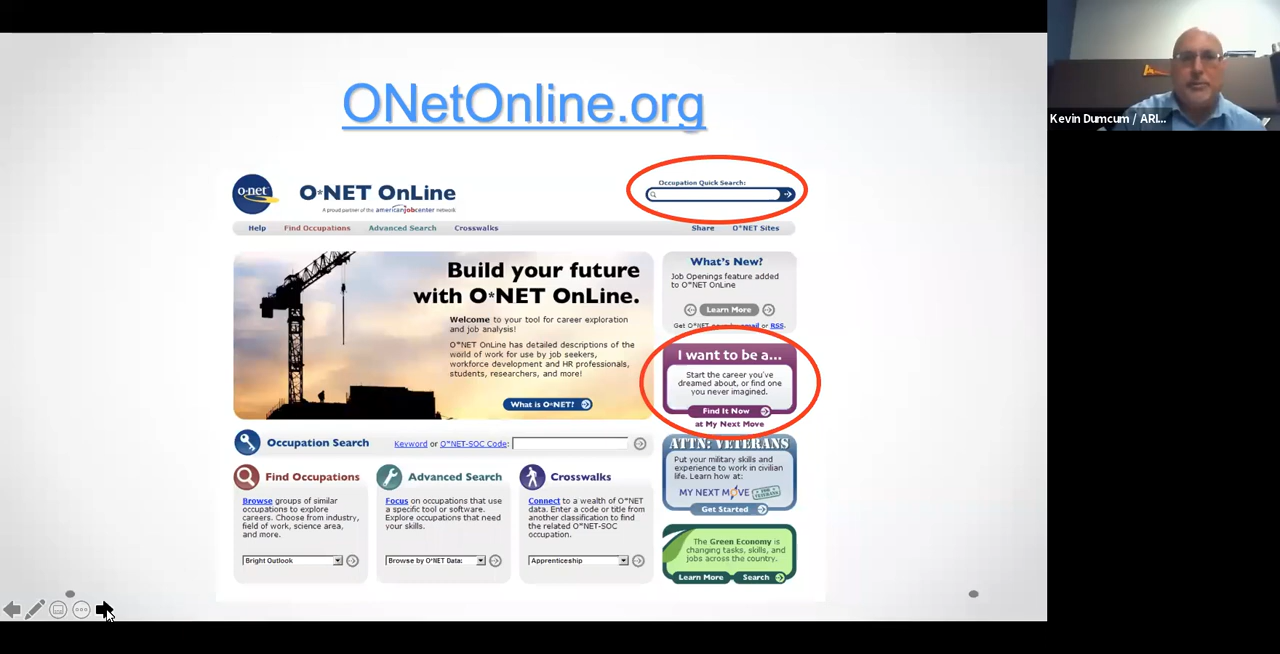 ONetOnline.org
Kevin Dumcum / ARI...
o·net
O*NET OnLine
A proud partner of the americanjobcenter network.
Occupation Quick Search:
Help Find Occupations Advanced Search Crosswalks Share O*NET Sites
Build your future
with O*NET OnLine.
Welcome to your tool for career exploration
and job analysis!
O*NET OnLine has detailed descriptions of the
world of work for use by job seekers,
workforce development and HR professionals,
students, researchers, and more!
What is O*NET?
What's New?
Job Openings feature added
to O*NET OnLine
Learn More
Get O*NET email or RSS.
I want to be a...
Start the career you've
dreamed about, or find one
you never imagined.
Find It Now
at My Next Move
Occupation Search Keyword or O*NET-SOC Code:
ATTN: VETERANS
Put your military skills and
experience to work in civilian
life. Learn how at:
MY NEXT MOVE FOR VETERANS
Get Started
Find Occupations
Browse groups of similar
occupations to explore
careers. Choose from industry,
field of work, science area,
and more.
Bright Outlook
Advanced Search
Focus on occupations that use
a specific tool or software.
Explore occupations that need
your skills.
Browse by O*NET Data:
Crosswalks
Connect to a wealth of O*NET
data. Enter a code or title from
another classification to find
the related O*NET-SOC
occupation.
Apprenticeship
The Green Economy is
changing tasks, skills, and
jobs across the country.
Learn More Search